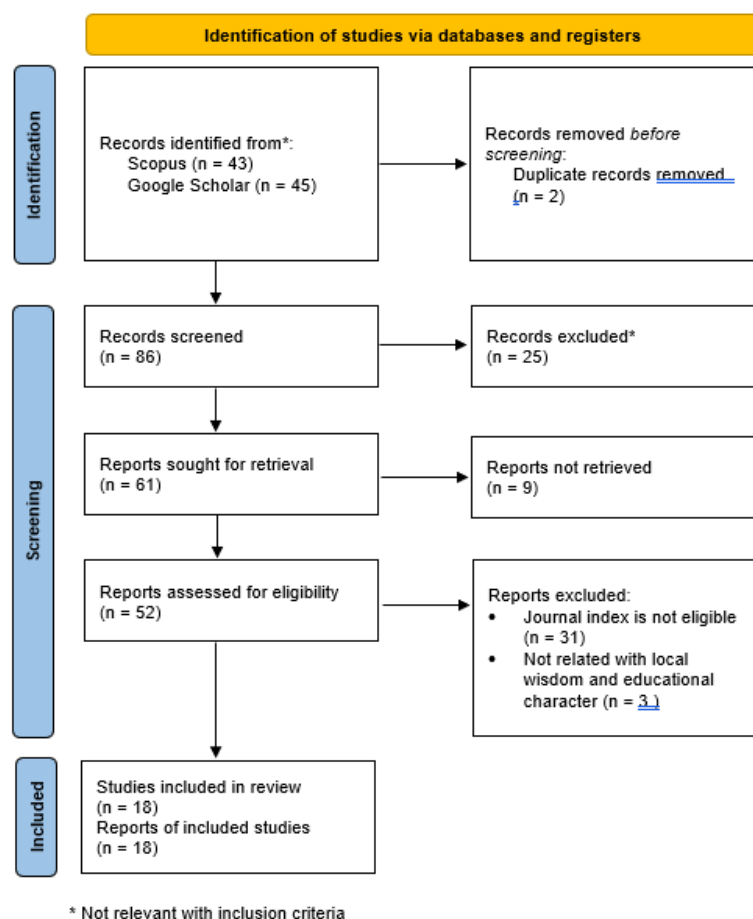 Identification of studies via databases and registers
Identification
Records identified from*:
Scopus (n = 43)
Google Scholar (n = 45)
Records removed before
screening:
Duplicate records removed
(n = 2)
Screening
Records screened
(n = 86)
Records excluded*
(n = 25)
Reports sought for retrieval
(n = 61)
Reports not retrieved
(n = 9)
Reports assessed for eligibility
(n = 52)
Reports excluded:
• Journal index is not eligible
(n = 31)
• Not related with local
wisdom and educational
character (n = 3 )
Included
Studies included in review
(n = 18)
Reports of included studies
(n = 18)
* Not relevant with inclusion criteria